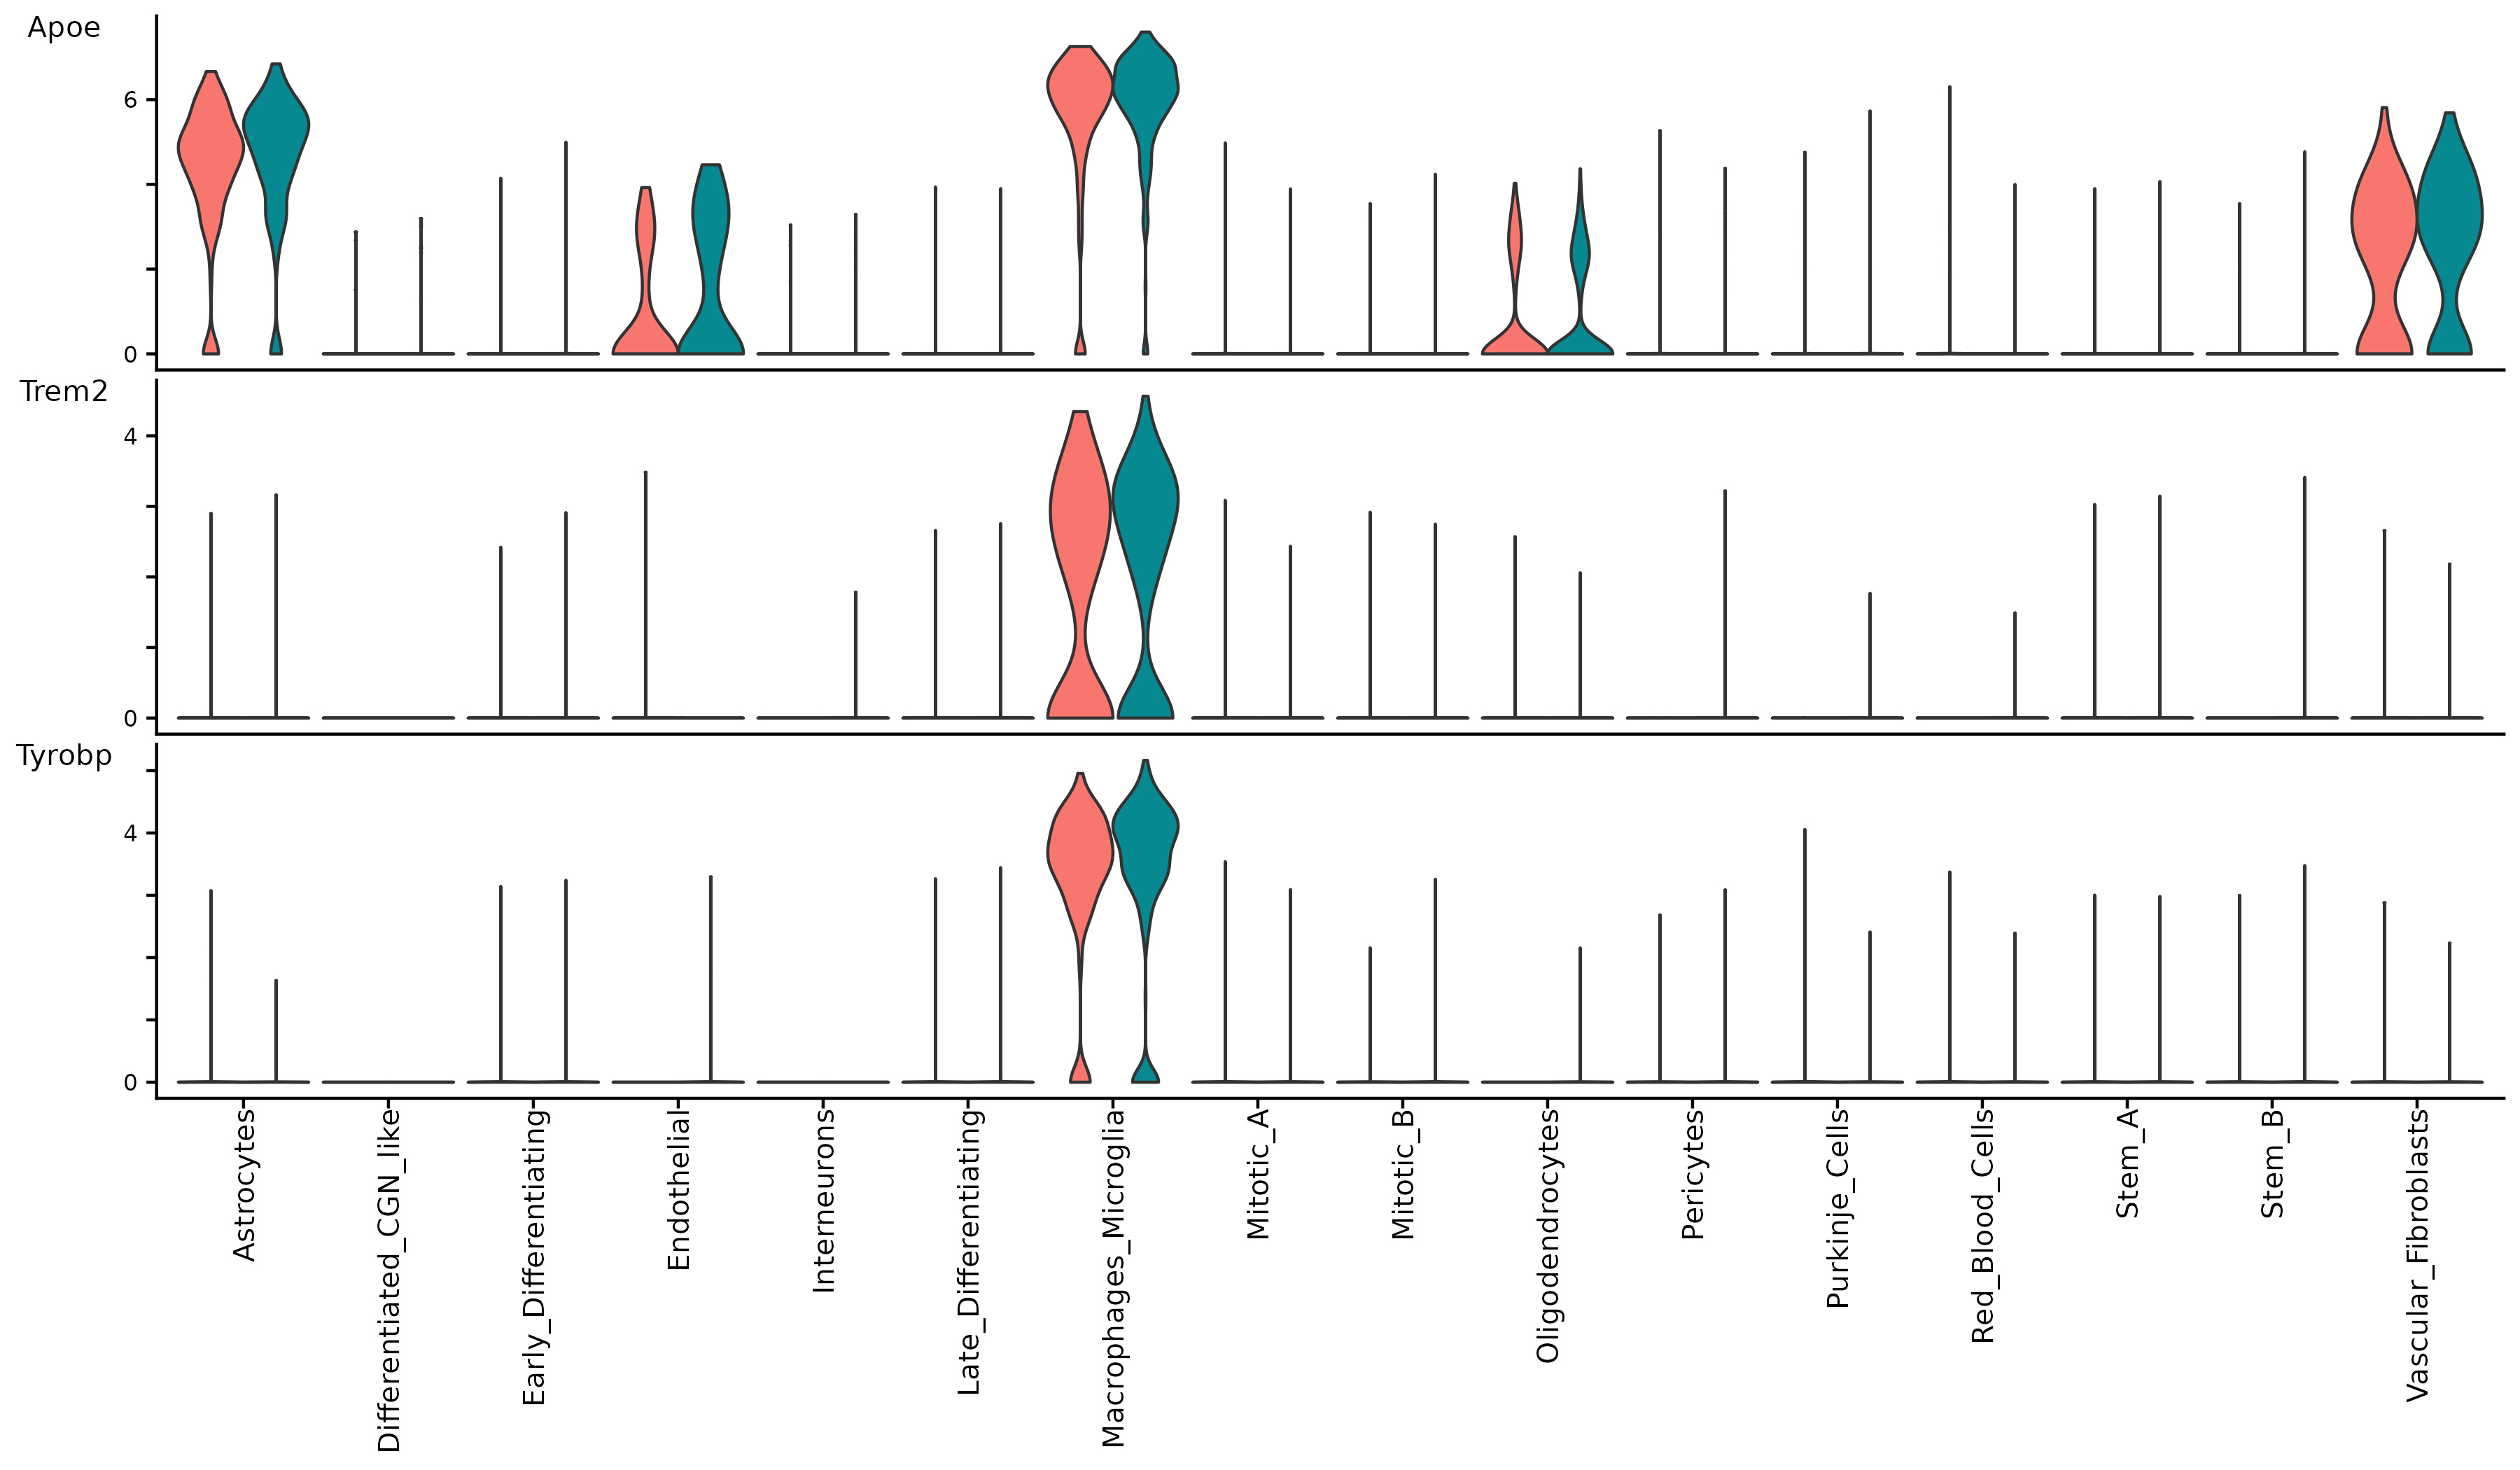 Apoe
6
0
Trem2
4
0
Tyrobp
4
0
Astrocytes
Differentiated_CGN_like
Early_Differentiating
Endothelial
Interneurons
Late_Differentiating
Macrophages_Microglia
Mitotic_A
Mitotic_B
Oligodendrocytes
Pericytes
Purkinje_Cells
Red_Blood_Cells
Stem_A
Stem_B
Vascular_Fibroblasts